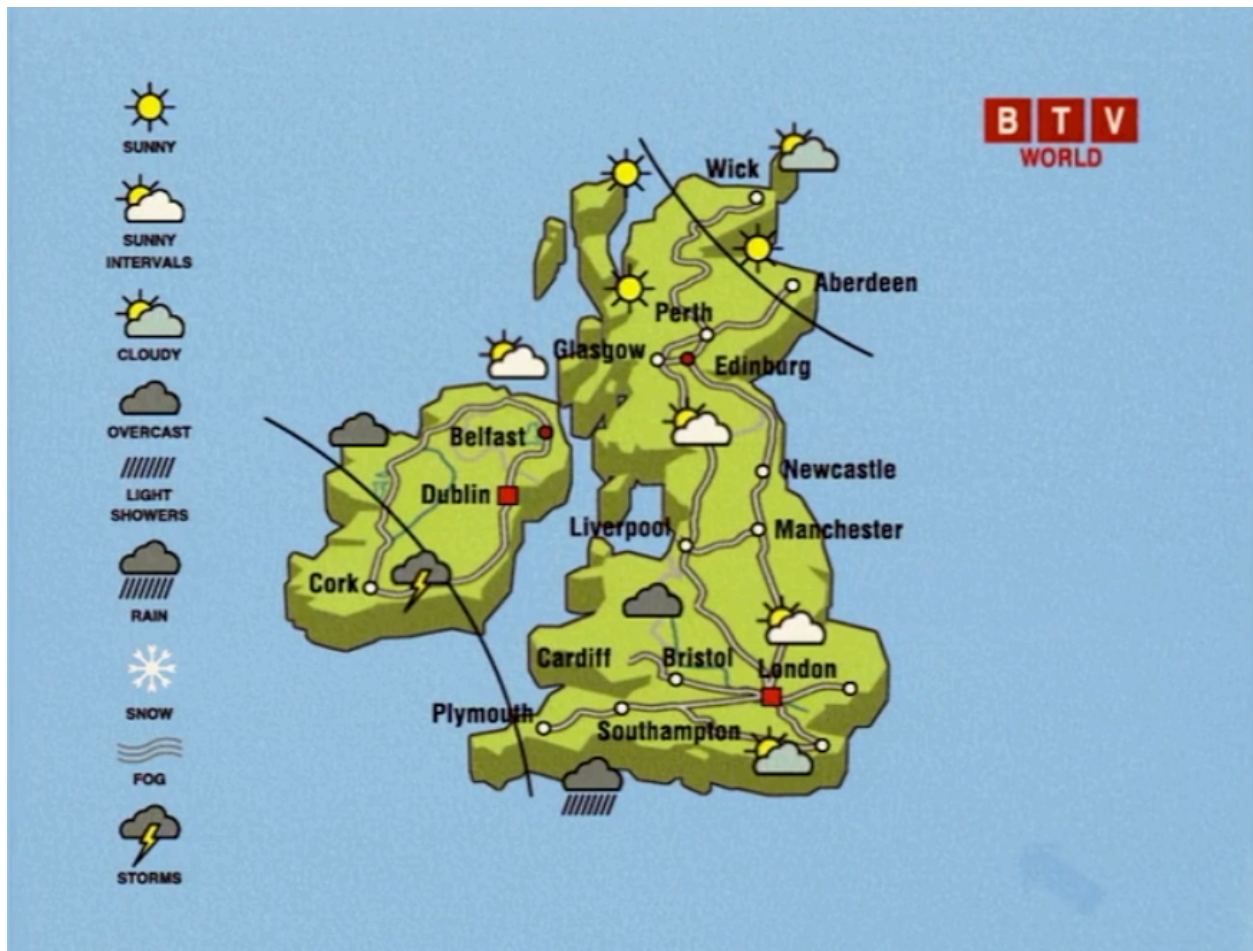 SUNNY
SUNNY
INTERVALS
CLOUDY
OVERCAST
LIGHT
SHOWERS
RAIN
SNOW
FOG
STORMS
B T V
WORLD
Wick
Aberdeen
Perth
Glasgow
Edinburg
Belfast
Newcastle
Dublin
Liverpool
Manchester
Cork
Cardiff
Bristol
London
Plymouth
Southampton